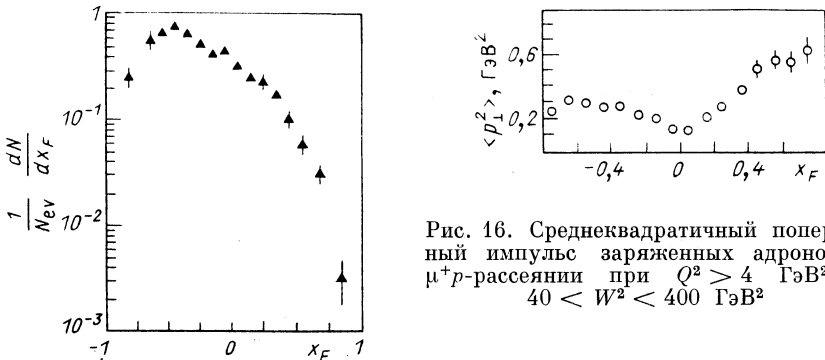 1
10⁻¹
10⁻²
10⁻³
1/N_ev dN/dx_F
-1 0 x_F 1
<p²_⊥>, ГэВ²
0,6
0,2
-0,4 0 0,4 x_F
Рис. 16. Среднеквадратичный попер
ный импульс заряженных адроно
μ⁺p-рассеянии при Q² > 4 ГэВ²
40 < W² < 400 ГэВ²